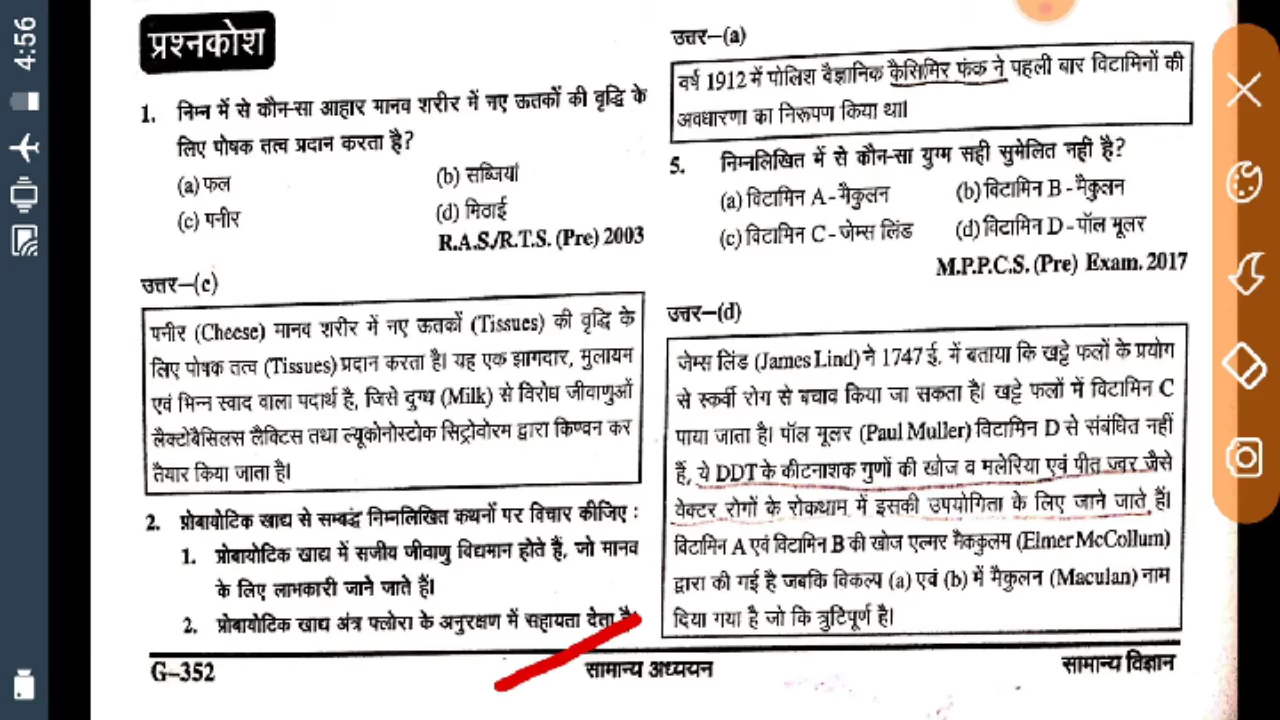 4:56
प्रश्नकोश
1. निम्न में से कौन-सा आहार मानव शरीर में नए ऊतकों की वृद्धि के
लिए पोषक तत्व प्रदान करता है?
(a) फल (b) सब्जियां
(c) पनीर (d) मिठाई
R.A.S./R.T.S. (Pre) 2003
उत्तर–(c)
पनीर (Cheese) मानव शरीर में नए ऊतकों (Tissues) की वृद्धि के
लिए पोषक तत्व (Tissues) प्रदान करता है। यह एक झागदार, मुलायन
एवं भिन्न स्वाद वाला पदार्थ है, जिसे दुग्ध (Milk) से विरोध जीवाणुओं
लैक्टोबैसिलस लैक्टिस तथा ल्यूकोनोस्टोक सिट्रोवोरम द्वारा किण्वन कर
तैयार किया जाता है।
2. प्रोबायोटिक खाद्य से सम्बद्ध निम्नलिखित कथनों पर विचार कीजिए :
1. प्रोबायोटिक खाद्य में सजीव जीवाणु विद्यमान होते हैं, जो मानव
के लिए लाभकारी जाने जाते हैं।
2. प्रोबायोटिक खाद्य अंत्र फ्लोरा के अनुरक्षण में सहायता देता है।
उत्तर–(a)
वर्ष 1912 में पोलिश वैज्ञानिक कैसिमिर फंक ने पहली बार विटामिनों की
अवधारणा का निरूपण किया था।
5. निम्नलिखित में से कौन-सा युग्म सही सुमेलित नहीं है?
(a) विटामिन A - मैकुलन (b) विटामिन B - मैकुलन
(c) विटामिन C - जेम्स लिंड (d) विटामिन D - पॉल मूलर
M.P.P.C.S. (Pre) Exam. 2017
उत्तर–(d)
जेम्स लिंड (James Lind) ने 1747 ई. में बताया कि खट्टे फलों के प्रयोग
से स्कर्वी रोग से बचाव किया जा सकता है। खट्टे फलों में विटामिन C
पाया जाता है। पॉल मूलर (Paul Muller) विटामिन D से संबंधित नहीं
हैं, ये DDT के कीटनाशक गुणों की खोज व मलेरिया एवं पीत ज्वर जैसे
वेक्टर रोगों के रोकथाम में इसकी उपयोगिता के लिए जाने जाते हैं।
विटामिन A एवं विटामिन B की खोज एल्मर मैककुलम (Elmer McCollum)
द्वारा की गई है जबकि विकल्प (a) एवं (b) में मैकुलन (Maculan) नाम
दिया गया है जो कि त्रुटिपूर्ण है।
G–352 सामान्य अध्ययन सामान्य विज्ञान